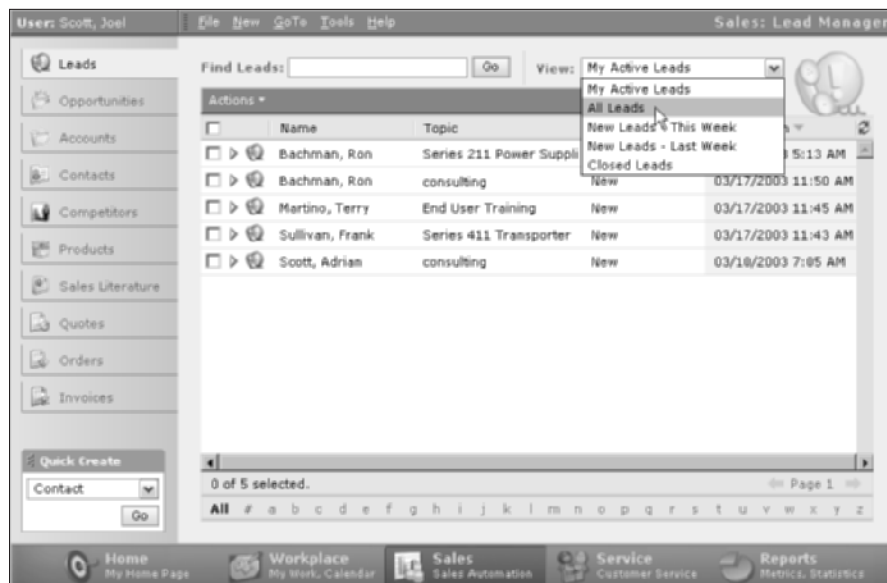 User: Scott, Joel File New GoTo Tools Help Sales: Lead Manager
Leads
Opportunities
Accounts
Contacts
Competitors
Products
Sales Literature
Quotes
Orders
Invoices
Quick Create
Contact
Go
Find Leads: Go View: My Active Leads
My Active Leads
All Leads
New Leads - This Week
New Leads - Last Week
Closed Leads
Actions
Name Topic
Bachman, Ron Series 211 Power Suppli 5:13 AM
Bachman, Ron consulting New 03/17/2003 11:50 AM
Martino, Terry End User Training New 03/17/2003 11:45 AM
Sullivan, Frank Series 411 Transporter New 03/17/2003 11:43 AM
Scott, Adrian consulting New 03/18/2003 7:05 AM
0 of 5 selected. Page 1
All # a b c d e f g h i j k l m n o p q r s t u v w x y z
Home Workplace Sales Service Reports
My Home Page My Work, Calendar Sales Automation Customer Service Metrics, Statistics